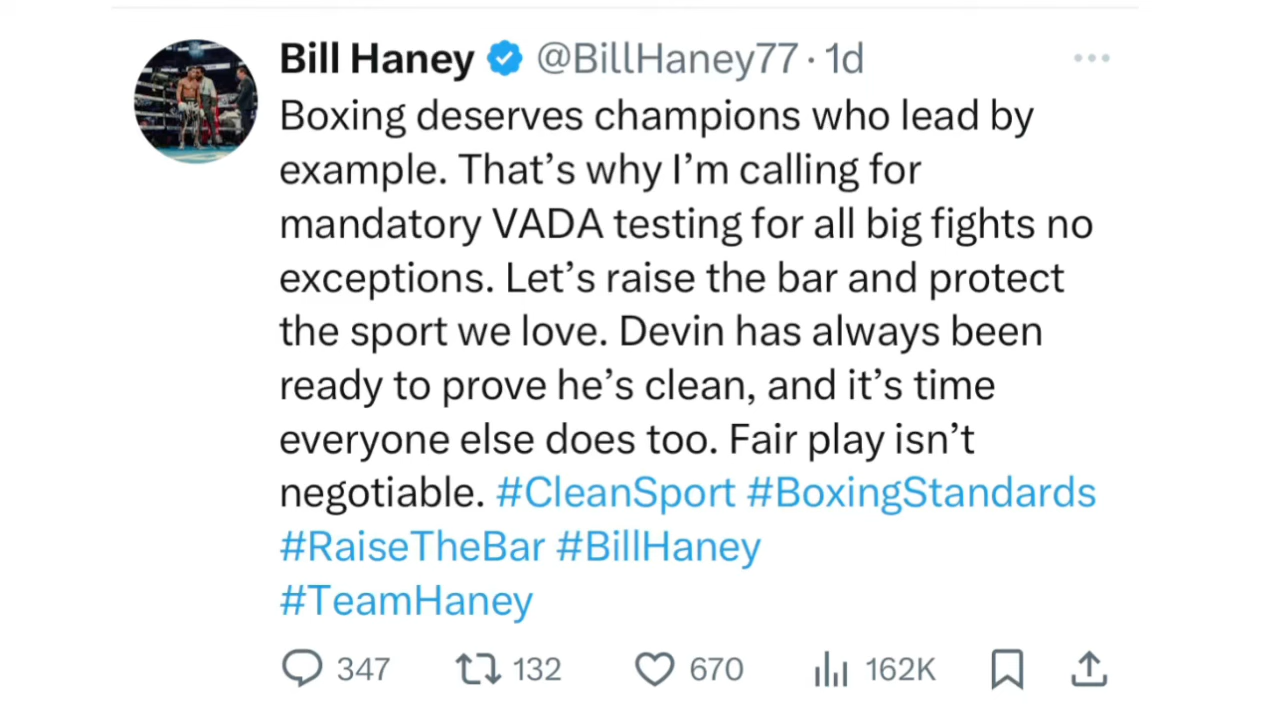 Bill Haney @BillHaney77 · 1d
Boxing deserves champions who lead by
example. That’s why I’m calling for
mandatory VADA testing for all big fights no
exceptions. Let’s raise the bar and protect
the sport we love. Devin has always been
ready to prove he’s clean, and it’s time
everyone else does too. Fair play isn’t
negotiable. #CleanSport #BoxingStandards
#RaiseTheBar #BillHaney
#TeamHaney
347 132 670 162K